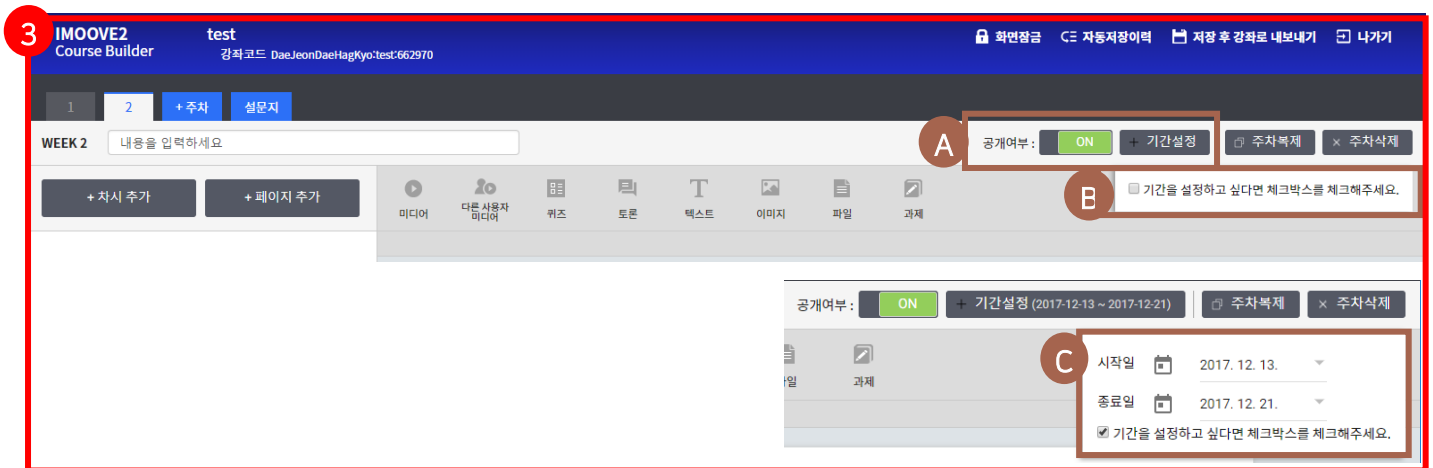 3
IMOOVE2 test
Course Builder 강좌코드 DaeJeonDaeHagKyo:test:662970
화면잠금 자동저장이력 저장 후 강좌로 내보내기 나가기
1 2 + 주차 설문지
WEEK 2 내용을 입력하세요 A 공개여부 : ON + 기간설정 주차복제 × 주차삭제
+ 차시 추가 + 페이지 추가
미디어 다른 사용자 미디어 퀴즈 토론 텍스트 이미지 파일 과제
B 기간을 설정하고 싶다면 체크박스를 체크해주세요.
공개여부 : ON + 기간설정 (2017-12-13 ~ 2017-12-21) 주차복제 × 주차삭제
일 과제
C 시작일 2017. 12. 13.
종료일 2017. 12. 21.
기간을 설정하고 싶다면 체크박스를 체크해주세요.